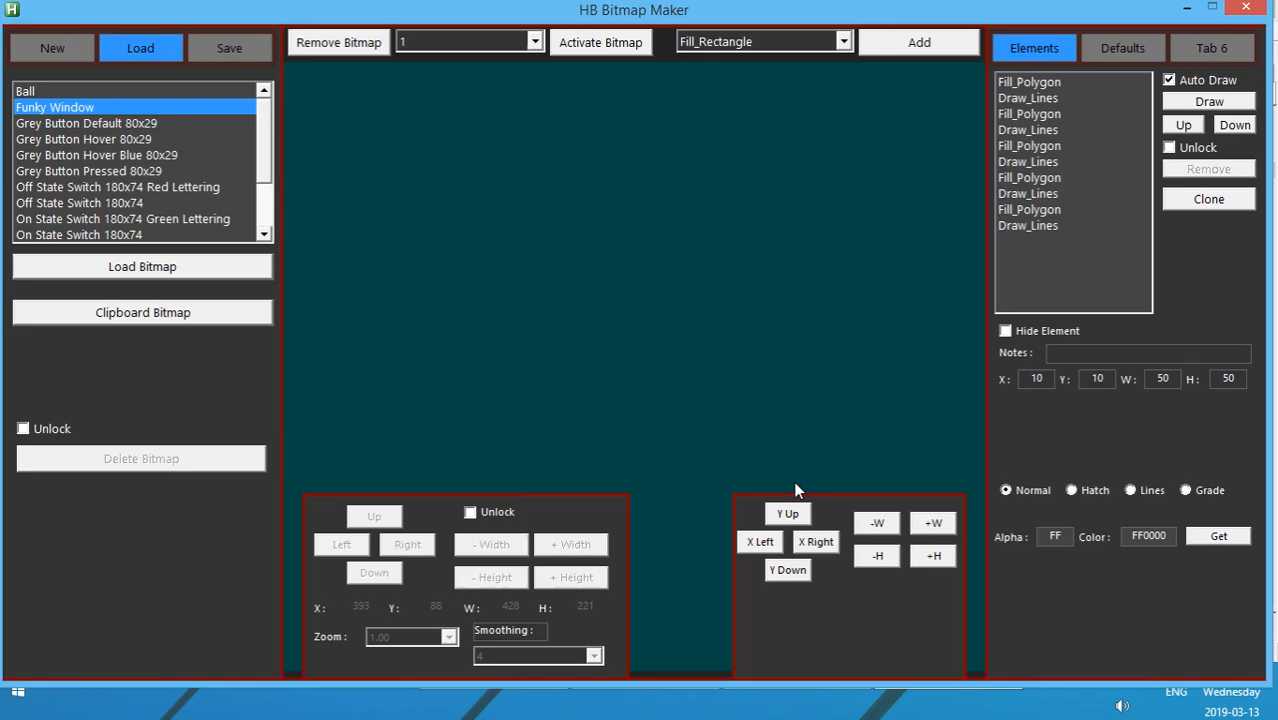 HB Bitmap Maker
New Load Save
Remove Bitmap 1 Activate Bitmap Fill_Rectangle Add
Elements Defaults Tab 6
Ball
Funky Window
Grey Button Default 80x29
Grey Button Hover 80x29
Grey Button Hover Blue 80x29
Grey Button Pressed 80x29
Off State Switch 180x74 Red Lettering
Off State Switch 180x74
On State Switch 180x74 Green Lettering
On State Switch 180x74
Load Bitmap
Clipboard Bitmap
Unlock
Delete Bitmap
Up
Unlock
Left Right
- Width + Width
Down
- Height + Height
X : 393 Y : 88 W : 428 H : 221
Zoom : 1.00
Smoothing :
4
Y Up
X Left X Right
Y Down
-W +W
-H +H
Fill_Polygon
Draw_Lines
Fill_Polygon
Draw_Lines
Fill_Polygon
Draw_Lines
Fill_Polygon
Draw_Lines
Fill_Polygon
Draw_Lines
Auto Draw
Draw
Up Down
Unlock
Remove
Clone
Hide Element
Notes :
X : 10 Y : 10 W : 50 H : 50
Normal Hatch Lines Grade
Alpha : FF Color : FF0000 Get
ENG Wednesday
2019-03-13